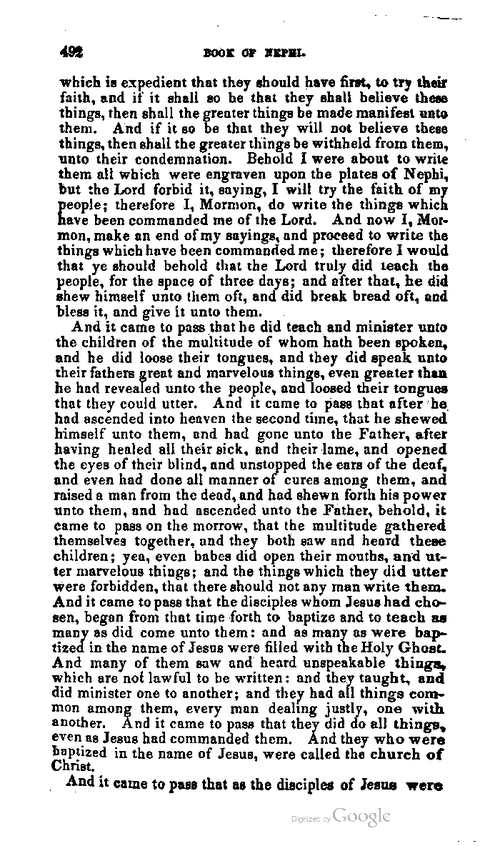 492 BOOK OF NEPHI.
which is expedient that they should have first, to try their
faith, and if it shall so be that they shall believe these
things, then shall the greater things be made manifest unto
them. And if it so be that they will not believe these
things, then shall the greater things be withheld from them,
unto their condemnation. Behold I were about to write
them all which were engraven upon the plates of Nephi,
but the Lord forbid it, saying, I will try the faith of my
people; therefore I, Mormon, do write the things which
have been commanded me of the Lord. And now I, Mor-
mon, make an end of my sayings, and proceed to write the
things which have been commanded me; therefore I would
that ye should behold that the Lord truly did teach the
people, for the space of three days; and after that, he did
shew himself unto them oft, and did break bread oft, and
bless it, and give it unto them.
And it came to pass that he did teach and minister unto
the children of the multitude of whom hath been spoken,
and he did loose their tongues, and they did speak unto
their fathers great and marvelous things, even greater than
he had revealed unto the people, and loosed their tongues
that they could utter. And it came to pass that after he
had ascended into heaven the second time, that he shewed
himself unto them, and had gone unto the Father, after
having healed all their sick, and their lame, and opened
the eyes of their blind, and unstopped the ears of the deaf,
and even had done all manner of cures among them, and
raised a man from the dead, and had shewn forth his power
unto them, and had ascended unto the Father, behold, it
came to pass on the morrow, that the multitude gathered
themselves together, and they both saw and heard these
children; yea, even babes did open their mouths, and ut-
ter marvelous things; and the things which they did utter
were forbidden, that there should not any man write them.
And it came to pass that the disciples whom Jesus had cho-
sen, began from that time forth to baptize and to teach as
many as did come unto them: and as many as were bap-
tized in the name of Jesus were filled with the Holy Ghost.
And many of them saw and heard unspeakable things,
which are not lawful to be written: and they taught, and
did minister one to another; and they had all things com-
mon among them, every man dealing justly, one with
another. And it came to pass that they did do all things,
even as Jesus had commanded them. And they who were
baptized in the name of Jesus, were called the church of
Christ.
And it came to pass that as the disciples of Jesus were
Digitized by Google